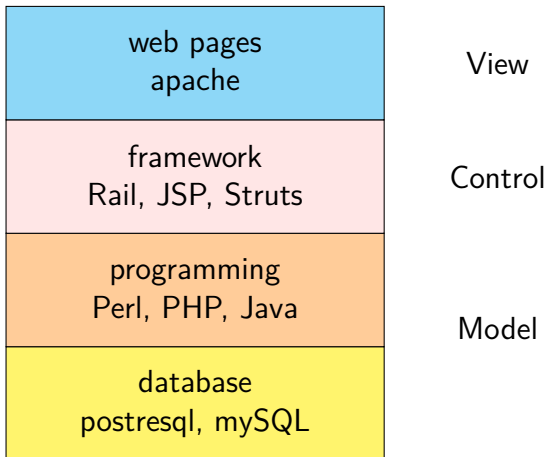 web pages
apache
View
framework
Rail, JSP, Struts
Control
programming
Perl, PHP, Java
Model
database
postresql, mySQL